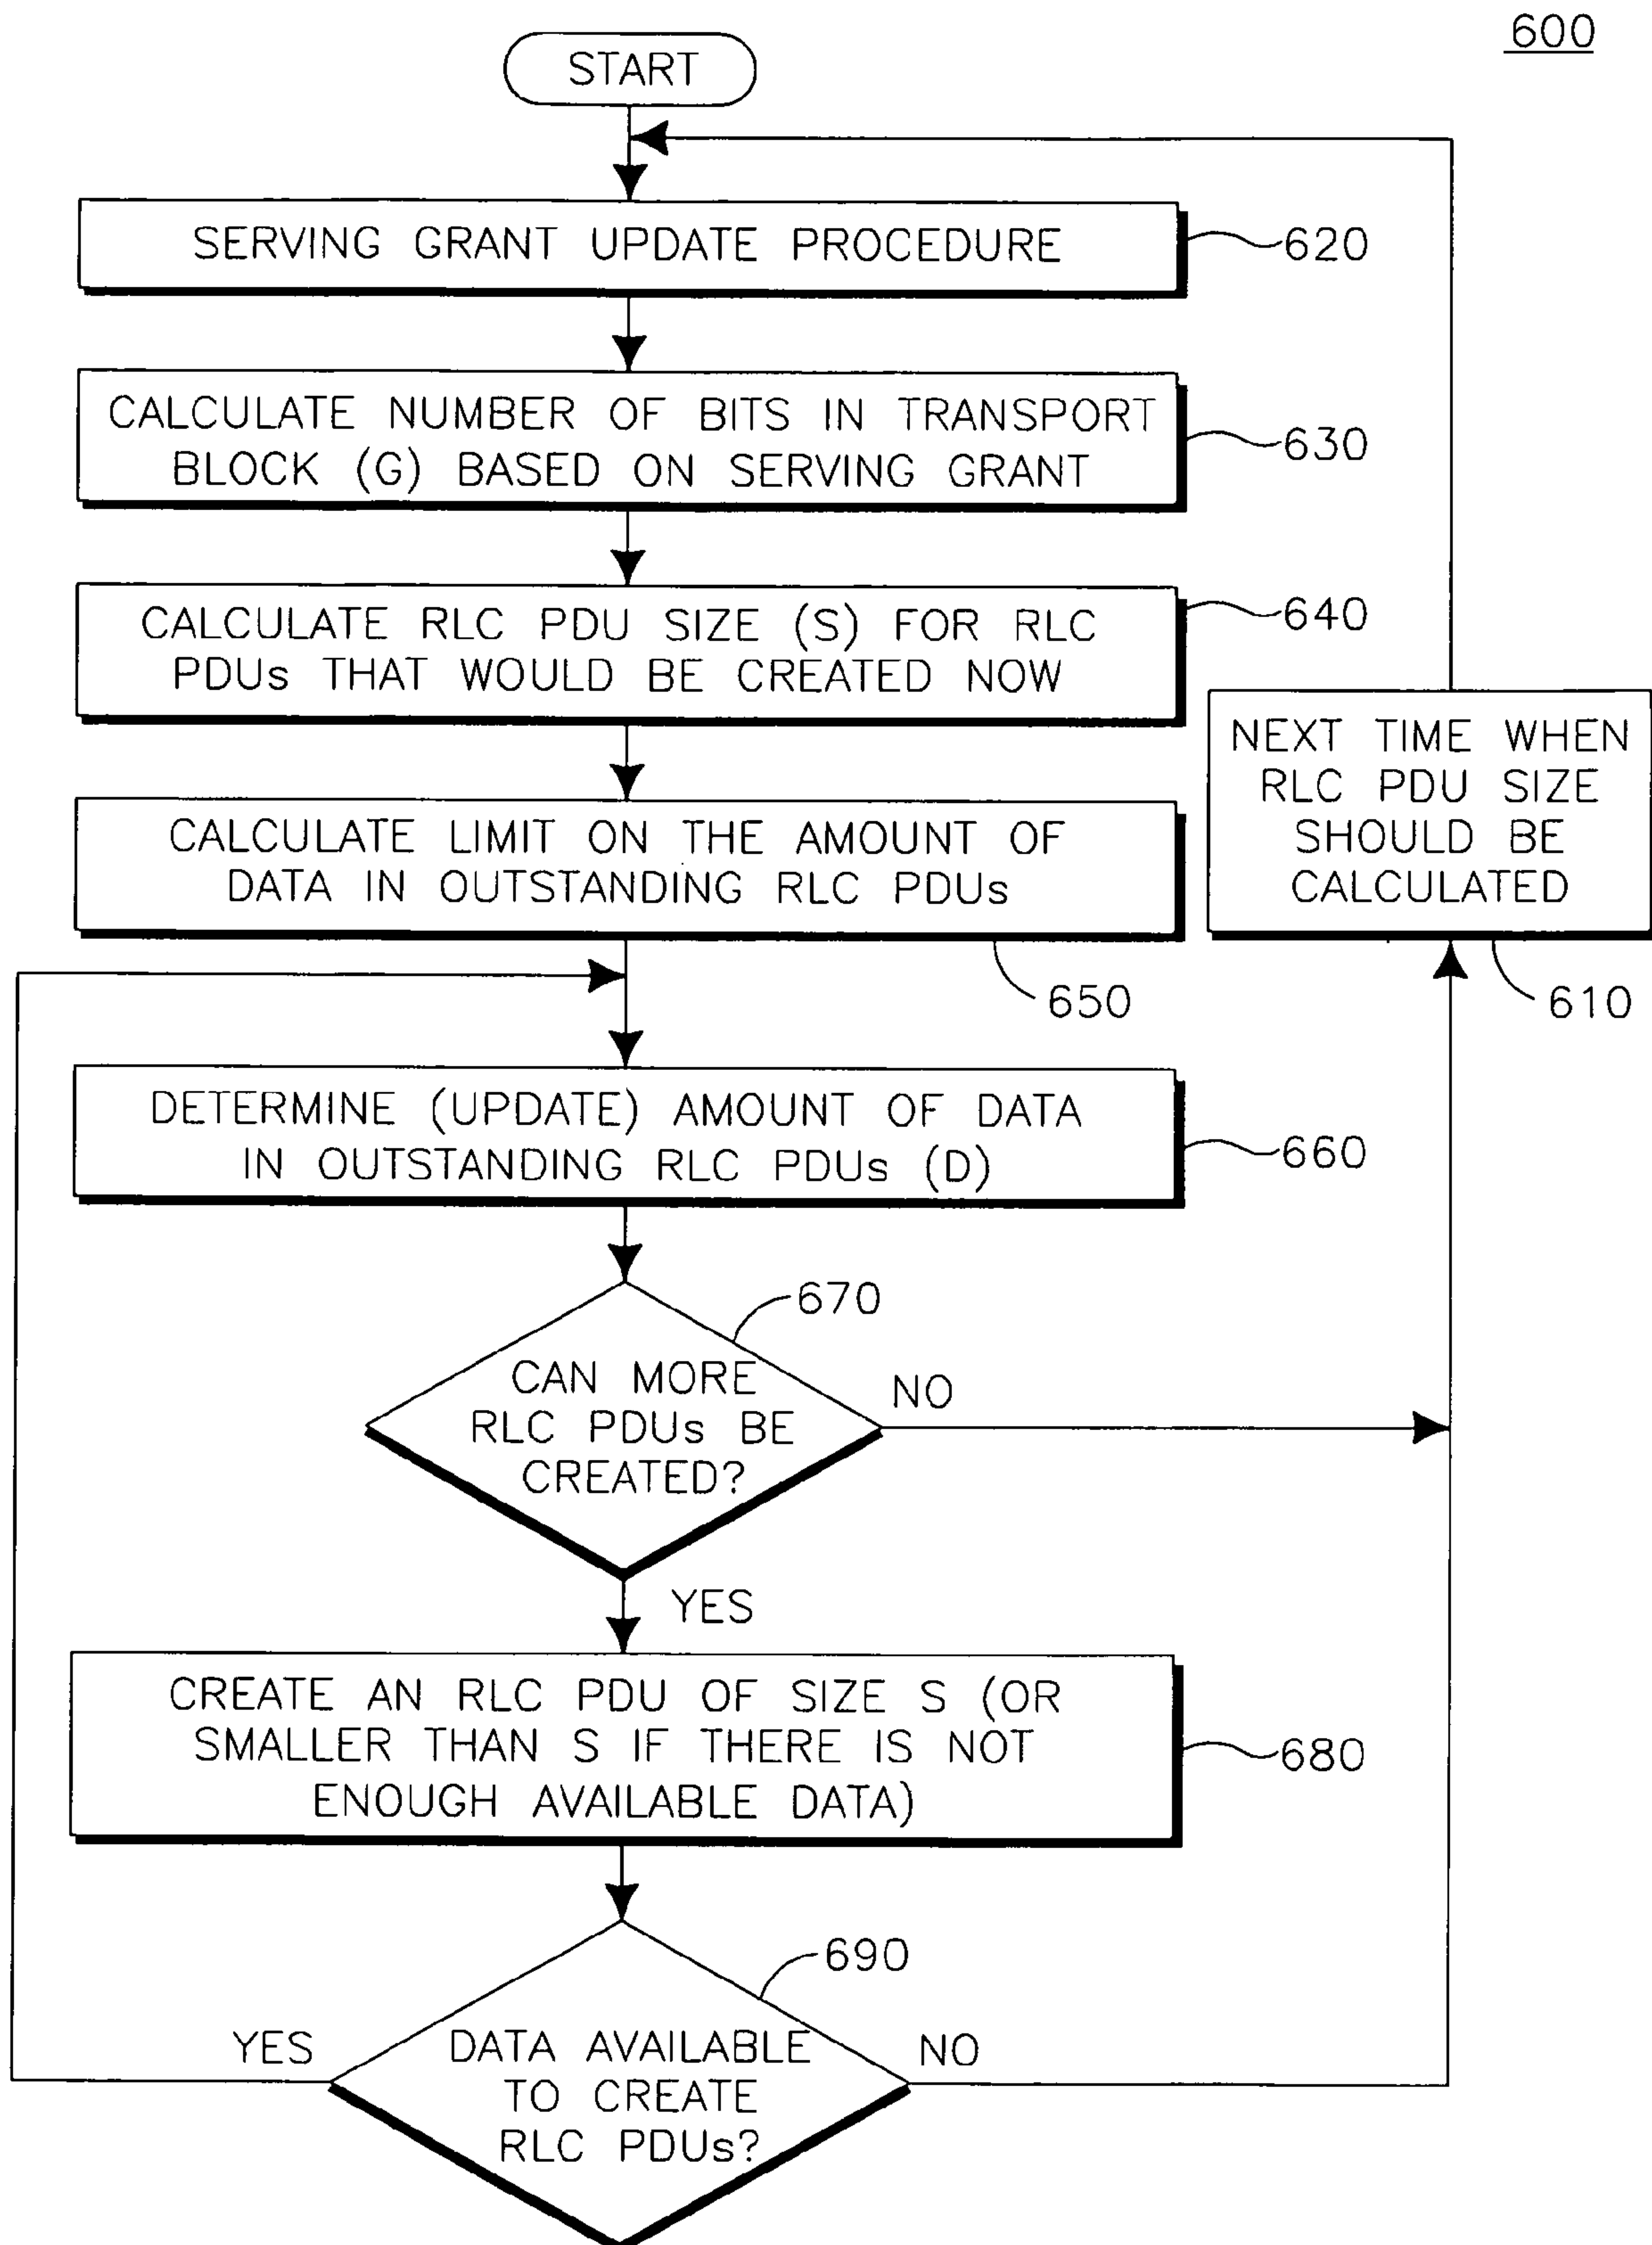 600
START
SERVING GRANT UPDATE PROCEDURE
620
CALCULATE NUMBER OF BITS IN TRANSPORT
BLOCK (G) BASED ON SERVING GRANT
630
CALCULATE RLC PDU SIZE (S) FOR RLC
PDUs THAT WOULD BE CREATED NOW
640
NEXT TIME WHEN
RLC PDU SIZE
SHOULD BE
CALCULATED
610
CALCULATE LIMIT ON THE AMOUNT OF
DATA IN OUTSTANDING RLC PDUs
650
DETERMINE (UPDATE) AMOUNT OF DATA
IN OUTSTANDING RLC PDUs (D)
660
670
CAN MORE
RLC PDUs BE
CREATED?
NO
YES
CREATE AN RLC PDU OF SIZE S (OR
SMALLER THAN S IF THERE IS NOT
ENOUGH AVAILABLE DATA)
680
690
YES
DATA AVAILABLE
TO CREATE
RLC PDUs?
NO